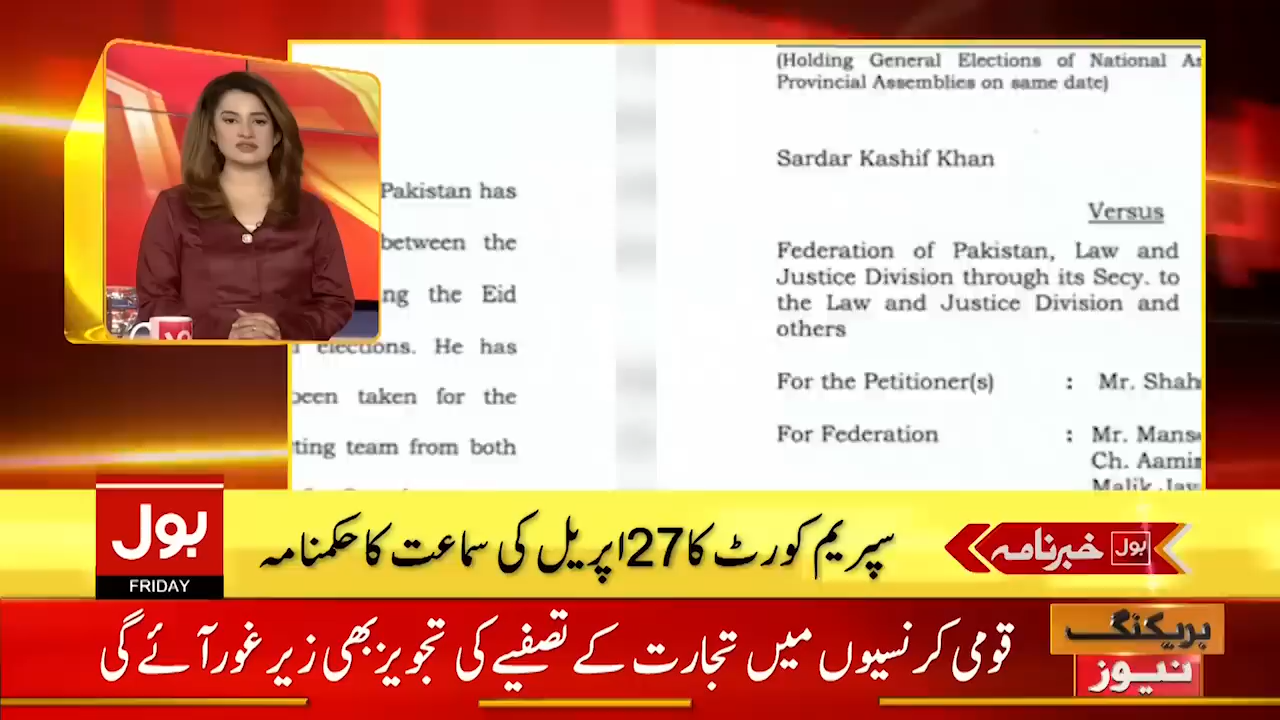 Pakistan has
between the
ng the Eid
elections. He has
been taken for the
ting team from both
(Holding General Elections of National As
Provincial Assemblies on same date)
Sardar Kashif Khan
Versus
Federation of Pakistan, Law and
Justice Division through its Secy. to
the Law and Justice Division and
others
For the Petitioner(s) : Mr. Shah
For Federation : Mr. Mans
Ch. Aamir
Malik Jav
بول
FRIDAY
سپریم کورٹ کا 27 اپریل کی سماعت کا حکمنامہ
بول خبرنامہ
بریکنگ نیوز
قومی کرنسیوں میں تجارت کے تصفیے کی تجویز بھی زیر غور آئے گی